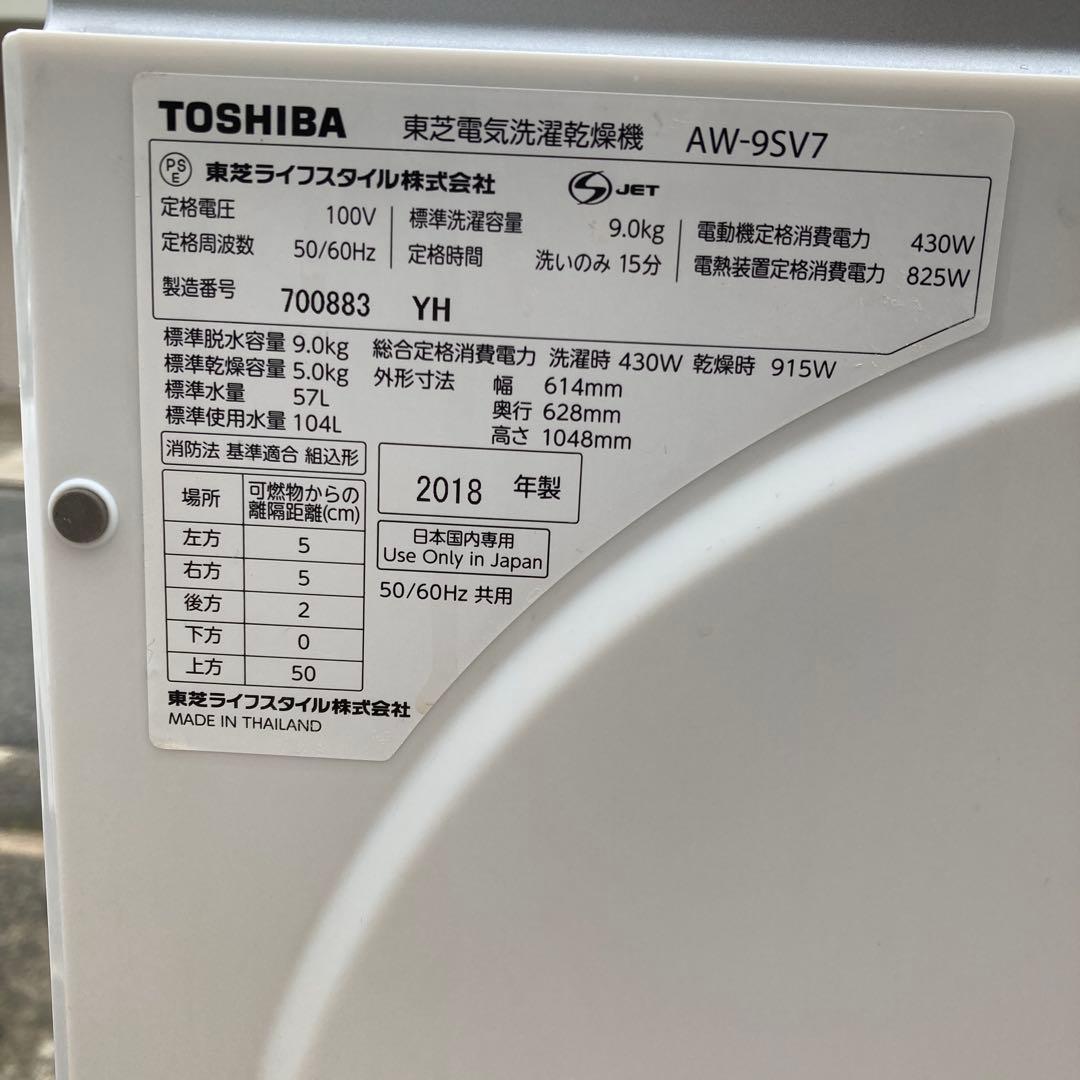 TOSHIBA 東芝電気洗濯乾燥機 AW-9SV7
PS E 東芝ライフスタイル株式会社 S JET
定格電圧 100V 標準洗濯容量 9.0kg 電動機定格消費電力 430W
定格周波数 50/60Hz 定格時間 洗いのみ 15分 電熱装置定格消費電力 825W
製造番号 700883 YH
標準脱水容量 9.0kg 総合定格消費電力 洗濯時 430W 乾燥時 915W
標準乾燥容量 5.0kg 外形寸法 幅 614mm
標準水量 57L 奥行 628mm
標準使用水量 104L 高さ 1048mm
消防法 基準適合 組込形
2018 年製
場所 可燃物からの
離隔距離(cm)
左方 5
右方 5
後方 2
下方 0
上方 50
日本国内専用
Use Only in Japan
50/60Hz 共用
東芝ライフスタイル株式会社
MADE IN THAILAND